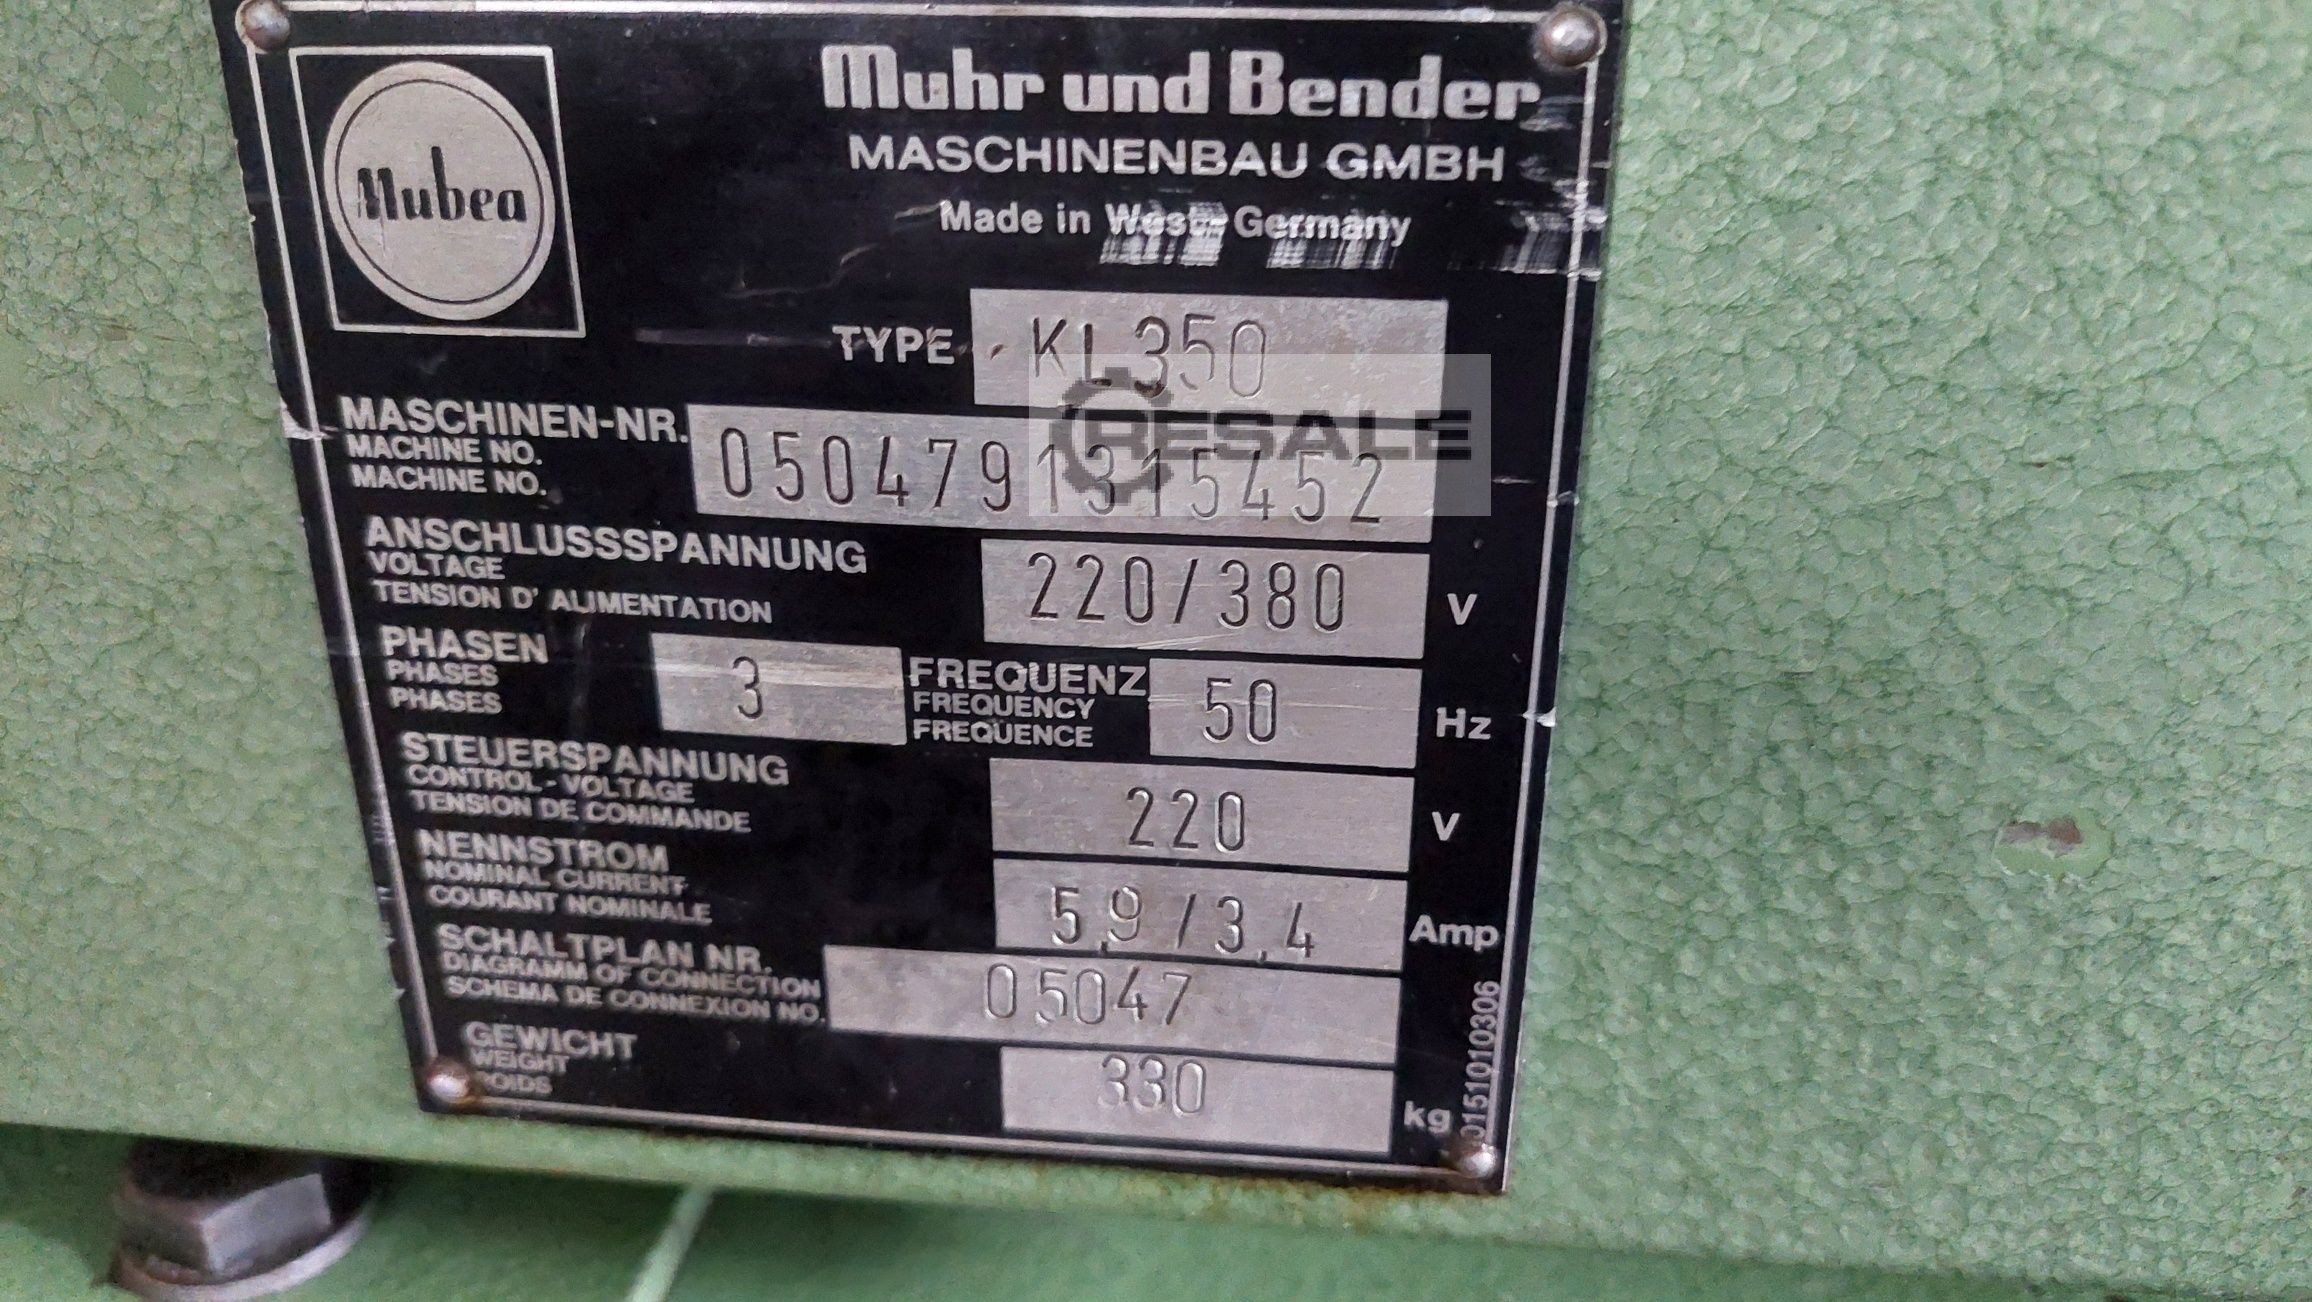 Mubea
Muhr und Bender
MASCHINENBAU GMBH
Made in West-Germany
TYPE KL 350
RESALE
MASCHINEN-NR.
MACHINE NO.
MACHINE NO.
0504791315452
ANSCHLUSSSPANNUNG
VOLTAGE
TENSION D' ALIMENTATION
220/380 V
PHASEN
PHASES
PHASES
3
FREQUENZ
FREQUENCY
FREQUENCE
50 Hz
STEUERSPANNUNG
CONTROL-VOLTAGE
TENSION DE COMMANDE
220 V
NENNSTROM
NOMINAL CURRENT
COURANT NOMINALE
5,9/3,4 Amp
SCHALTPLAN NR.
DIAGRAMM OF CONNECTION
SCHEMA DE CONNEXION NO.
05047
GEWICHT
WEIGHT
POIDS
330 kg
0151010306